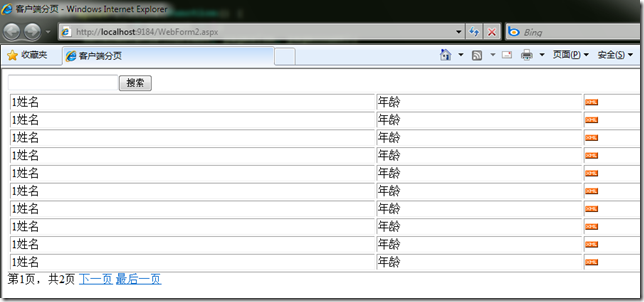 客户端分页 - Windows Internet Explorer
http://localhost:9184/WebForm2.aspx
Bing
收藏夹
客户端分页
页面(P)
安全(S)
搜索
1姓名 年龄 XML
1姓名 年龄 XML
1姓名 年龄 XML
1姓名 年龄 XML
1姓名 年龄 XML
1姓名 年龄 XML
1姓名 年龄 XML
1姓名 年龄 XML
1姓名 年龄 XML
1姓名 年龄 XML
第1页，共2页 下一页 最后一页